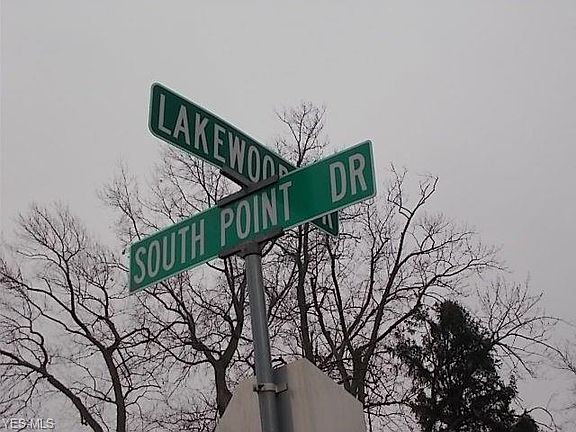 LAKEWOOD
SOUTH POINT DR
YES-MLS